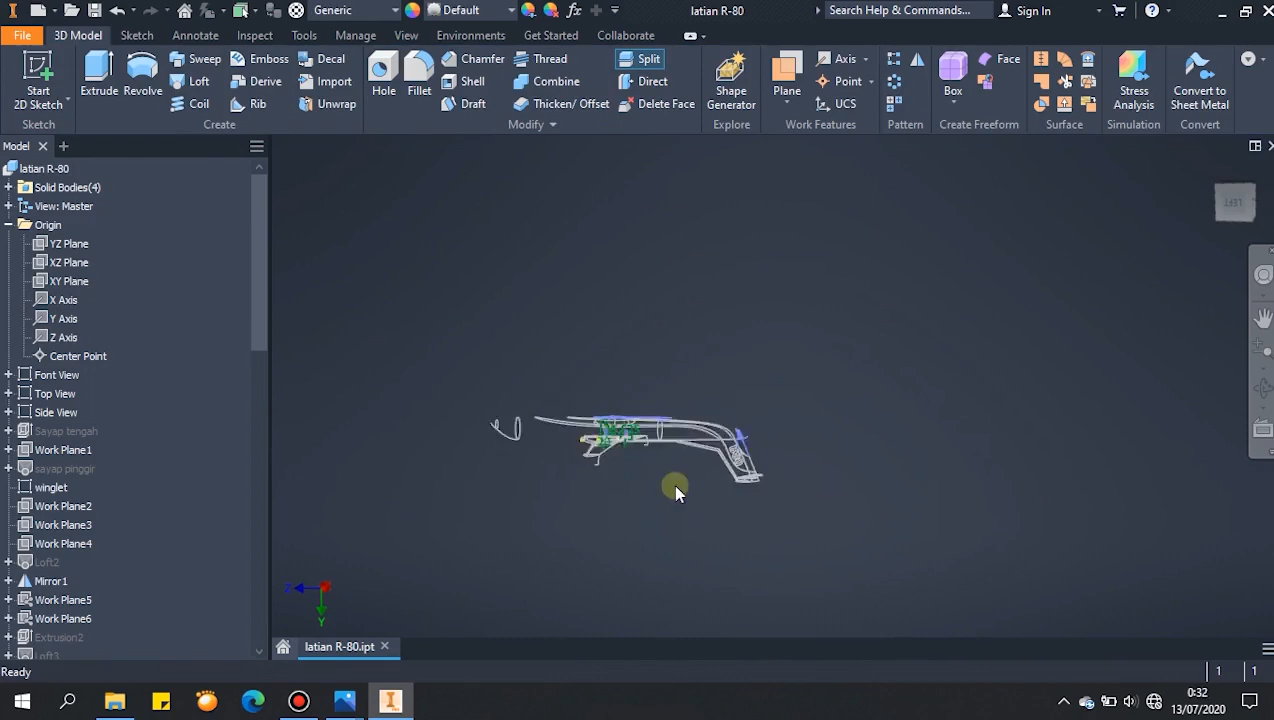 Generic
Default
latian R-80
Search Help & Commands...
Sign In
File
3D Model
Sketch
Annotate
Inspect
Tools
Manage
View
Environments
Get Started
Collaborate
Start
2D Sketch
Extrude
Revolve
Sweep
Loft
Coil
Emboss
Derive
Rib
Decal
Import
Unwrap
Hole
Fillet
Chamfer
Shell
Draft
Thread
Combine
Thicken/ Offset
Split
Direct
Delete Face
Shape
Generator
Plane
Axis
Point
UCS
Box
Face
Stress
Analysis
Convert to
Sheet Metal
Sketch
Create
Modify
Explore
Work Features
Pattern
Create Freeform
Surface
Simulation
Convert
Model
latian R-80
Solid Bodies(4)
View: Master
Origin
YZ Plane
XZ Plane
XY Plane
X Axis
Y Axis
Z Axis
Center Point
Font View
Top View
Side View
Sayap tengah
Work Plane1
sayap pinggir
winglet
Work Plane2
Work Plane3
Work Plane4
Loft2
Mirror1
Work Plane5
Work Plane6
Extrusion2
Loft3
LEFT
Z
Y
latian R-80.ipt
Ready
1
1
0:32
13/07/2020